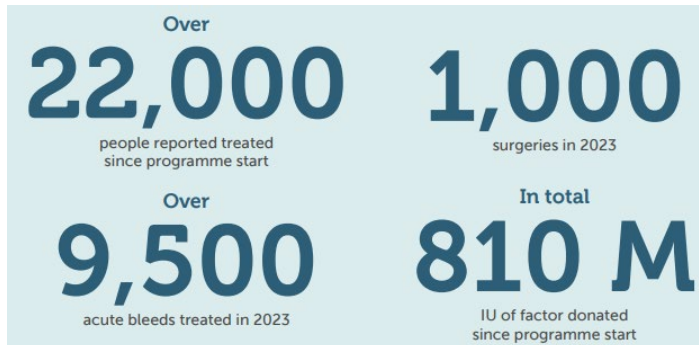 Over
22,000
people reported treated
since programme start
1,000
surgeries in 2023
Over
9,500
acute bleeds treated in 2023
In total
810 M
IU of factor donated
since programme start